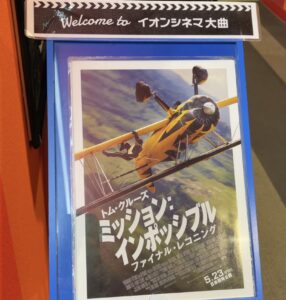 Welcome to イオンシネマ大曲
トム・クルーズ
ミッション:
インポッシブル
ファイナル・レコニング
5.23